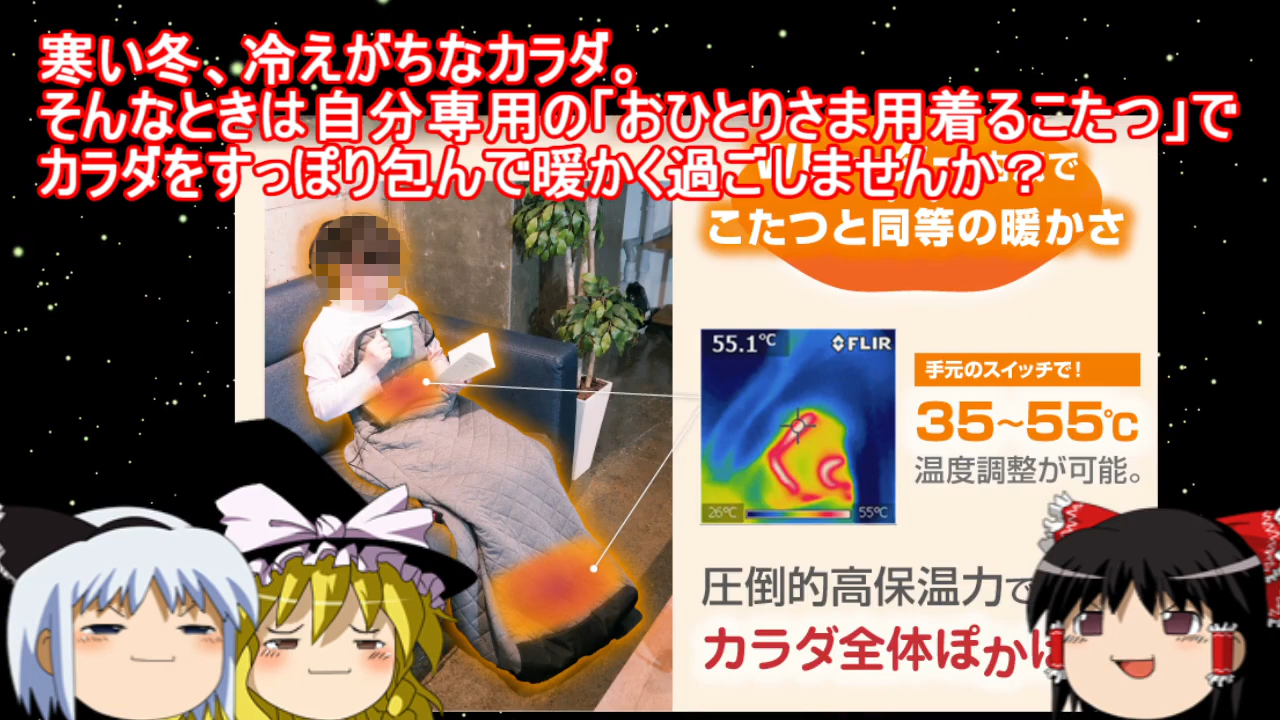 寒い冬、冷えがちなカラダ。
そんなときは自分専用の「おひとりさま用着るこたつ」で
カラダをすっぽり包んで暖かく過ごしませんか？
で
こたつと同等の暖かさ
55.1℃
FLIR
26℃
55℃
手元のスイッチで！
35~55℃
温度調整が可能。
圧倒的高保温力で
カラダ全体ぽか